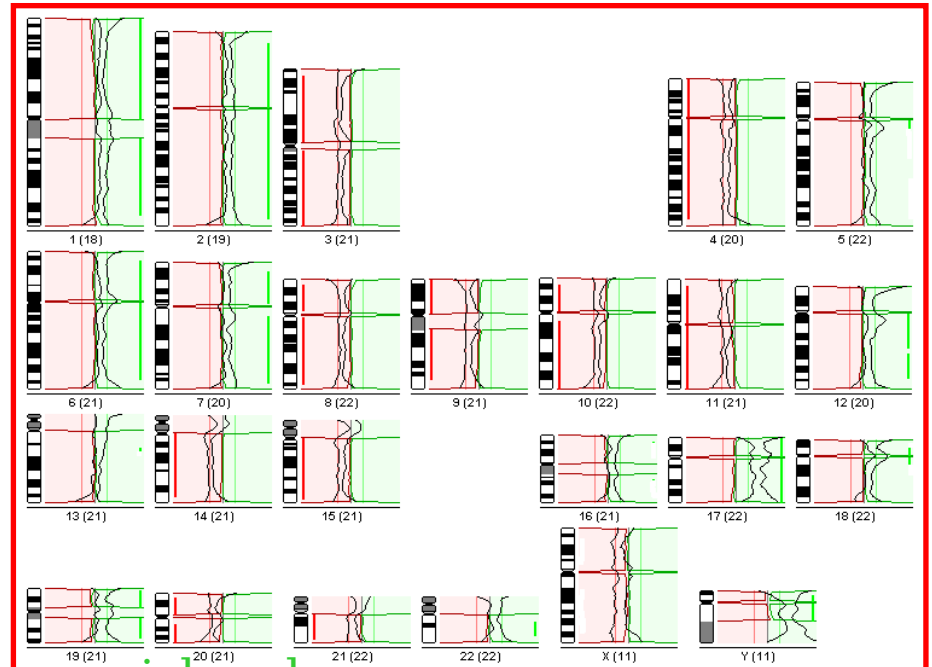 1 (18) 2 (19) 3 (21) 4 (20) 5 (22)
6 (21) 7 (20) 8 (22) 9 (21) 10 (22) 11 (21) 12 (20)
13 (21) 14 (21) 15 (21) 16 (21) 17 (22) 18 (22)
19 (21) 20 (21) 21 (22) 22 (22) X (11) Y (11)